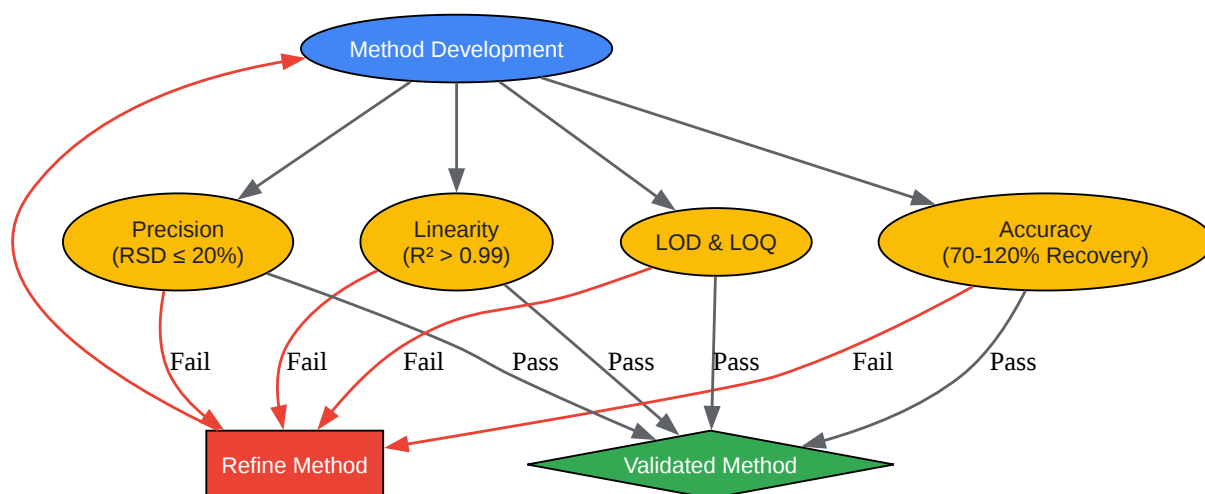 Method Development
Precision
(RSD ≤ 20%)
Linearity
(R² > 0.99)
LOD & LOQ
Accuracy
(70-120% Recovery)
Fail
Fail
Fail
Pass
Pass
Pass
Fail
Pass
Refine Method
Validated Method